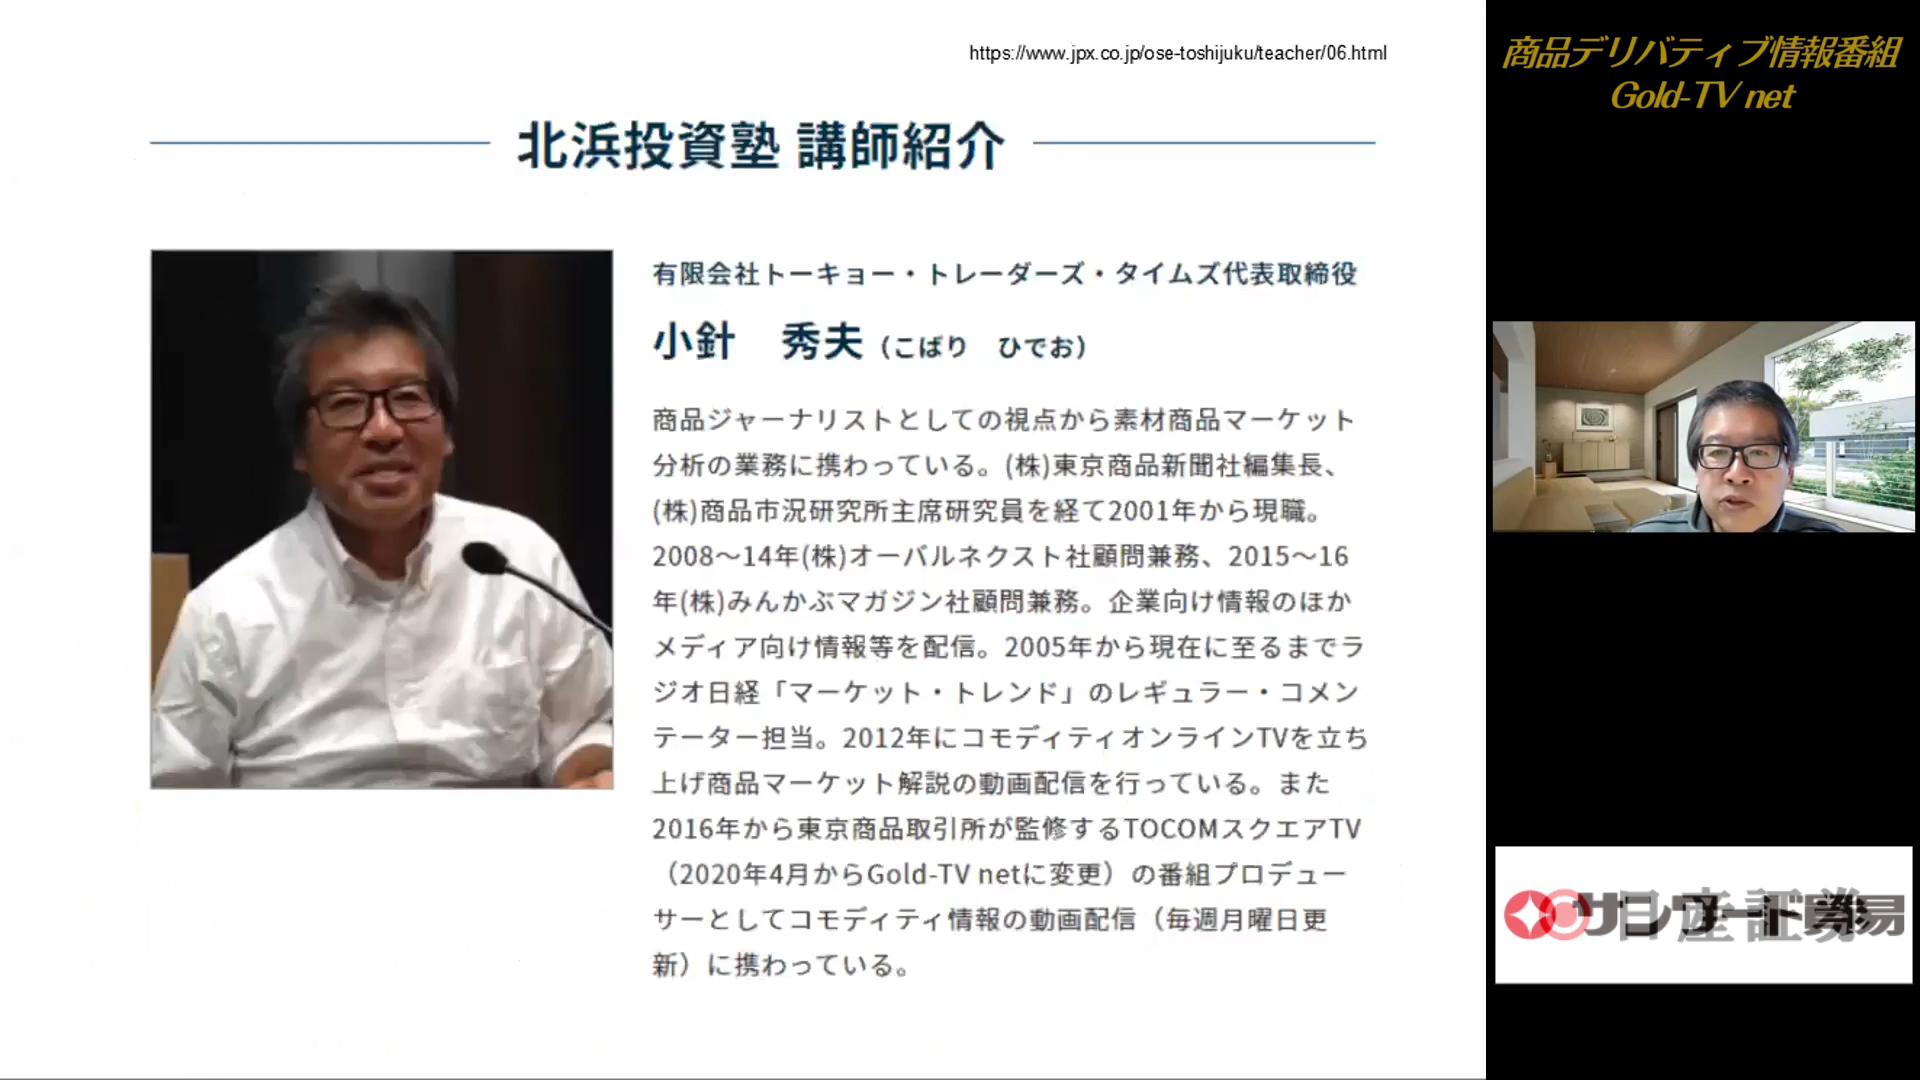 https://www.jpx.co.jp/ose-toshijuku/teacher/06.html
北浜投資塾 講師紹介
有限会社トーキョー・トレーダーズ・タイムズ代表取締役
小針　秀夫（こばり　ひでお）
商品ジャーナリストとしての視点から素材商品マーケット
分析の業務に携わっている。(株)東京商品新聞社編集長、
(株)商品市況研究所主席研究員を経て2001年から現職。
2008～14年(株)オーバルネクスト社顧問兼務、2015～16
年(株)みんかぶマガジン社顧問兼務。企業向け情報のほか
メディア向け情報等を配信。2005年から現在に至るまでラ
ジオ日経「マーケット・トレンド」のレギュラー・コメン
テーター担当。2012年にコモディティオンラインTVを立ち
上げ商品マーケット解説の動画配信を行っている。また
2016年から東京商品取引所が監修するTOCOMスクエアTV
（2020年4月からGold-TV netに変更）の番組プロデュー
サーとしてコモディティ情報の動画配信（毎週月曜日更
新）に携わっている。
商品デリバティブ情報番組
Gold-TV net